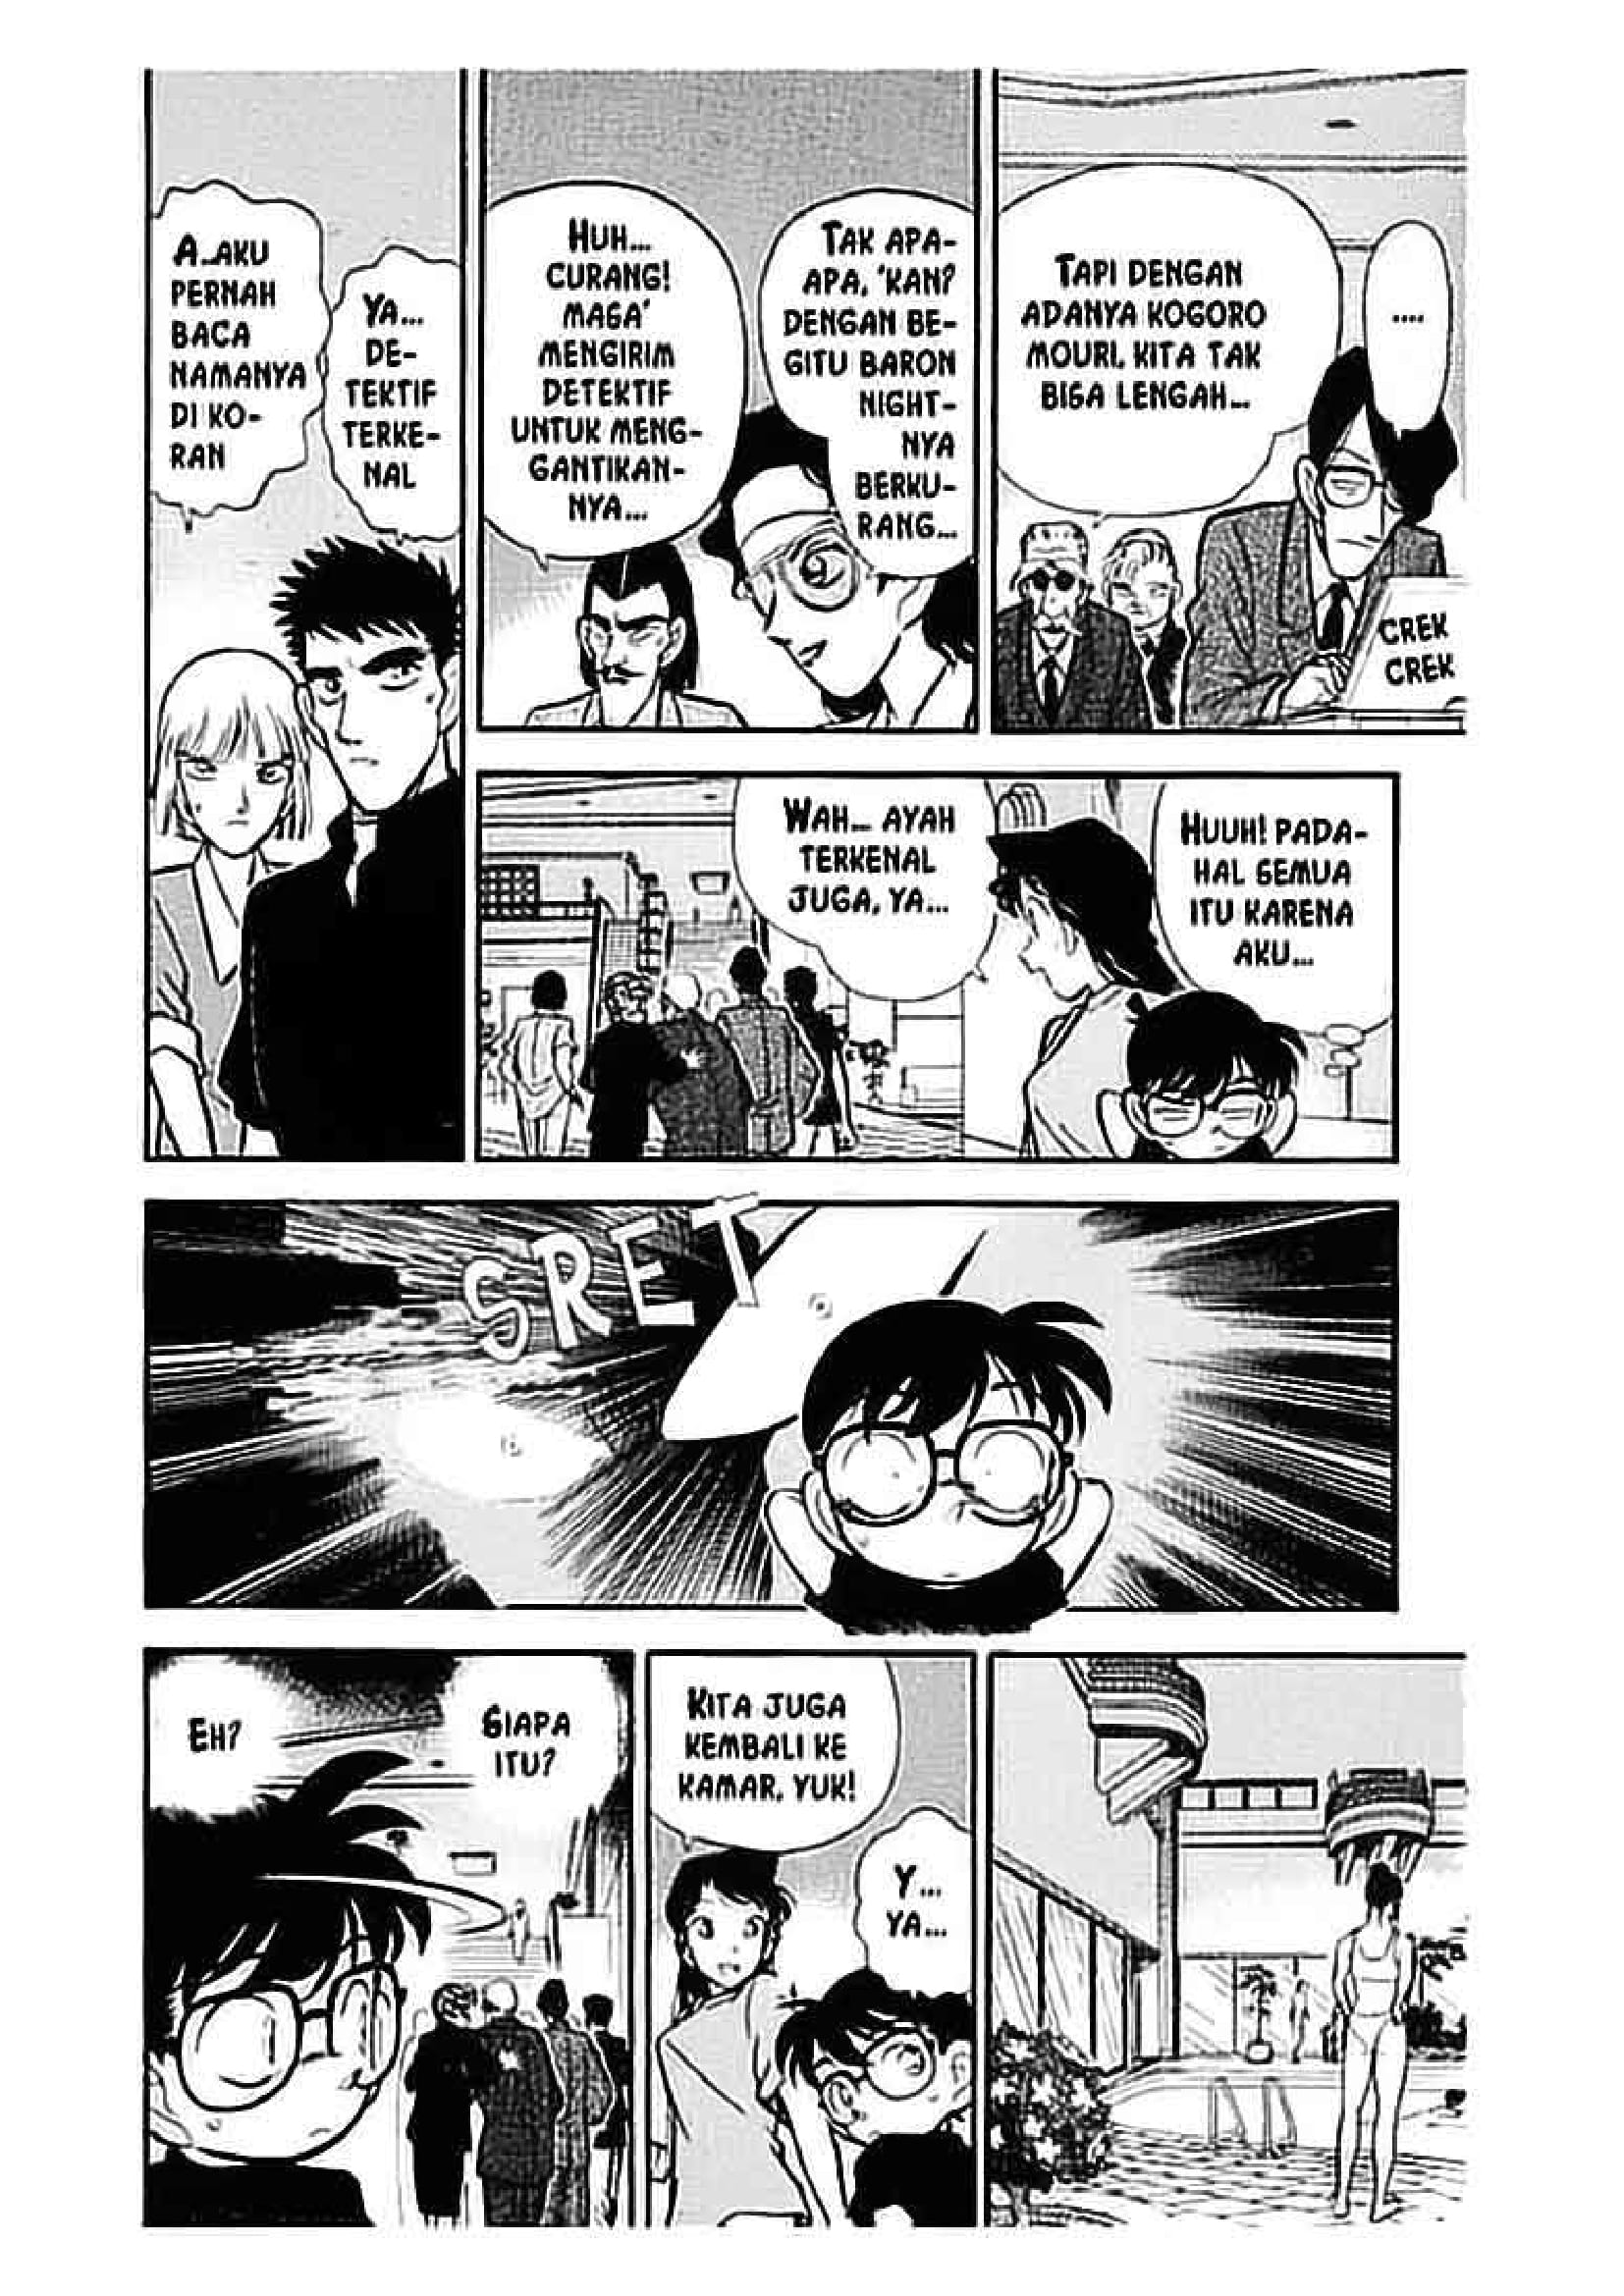 ....
TAPI DENGAN
ADANYA KOGORO
MOURI, KITA TAK
BISA LENGAH...
CREK
CREK
TAK APA-
APA, 'KAN?
DENGAN BE-
GITU BARON
NIGHT-
NYA
BERKU-
RANG...
HUH...
CURANG!
MASA'
MENGIRIM
DETEKTIF
UNTUK MENG-
GANTIKAN-
NYA...
YA...
DE-
TEKTIF
TERKE-
NAL
A..AKU
PERNAH
BACA
NAMANYA
DI KO-
RAN
HUUH! PADA-
HAL SEMUA
ITU KARENA
AKU...
WAH... AYAH
TERKENAL
JUGA, YA...
SRET
KITA JUGA
KEMBALI KE
KAMAR, YUK!
Y...
YA...
SIAPA
ITU?
EH?